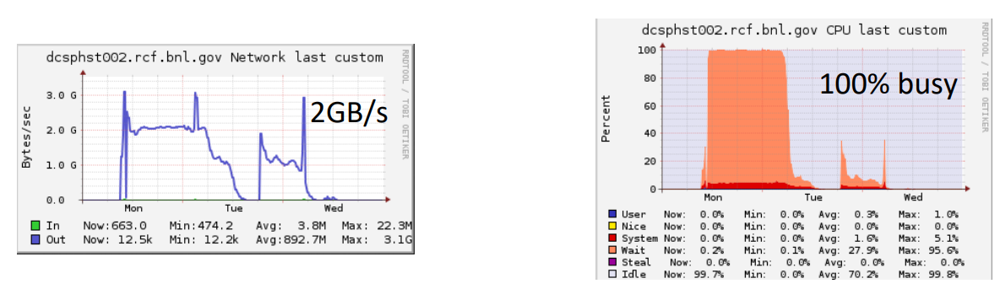 dcsphst002.rcf.bnl.gov Network last custom
RRDTOOL / TOBI OETIKER
3.0 G
2.0 G
1.0 G
0.0
Bytes/sec
2GB/s
Mon Tue Wed
In Now:663.0 Min:474.2 Avg: 3.8M Max: 22.3M
Out Now: 12.5k Min: 12.2k Avg:892.7M Max: 3.1G
dcsphst002.rcf.bnl.gov CPU last custom
RRDTOOL / TOBI OETIKER
100
80
60
40
20
0
Percent
100% busy
Mon Tue Wed
User Now: 0.0% Min: 0.0% Avg: 0.3% Max: 1.0%
Nice Now: 0.0% Min: 0.0% Avg: 0.0% Max: 0.0%
System Now: 0.0% Min: 0.0% Avg: 1.6% Max: 5.1%
Wait Now: 0.2% Min: 0.1% Avg: 27.9% Max: 95.6%
Steal Now: 0.0% Min: 0.0% Avg: 0.0% Max: 0.0%
Idle Now: 99.7% Min: 0.0% Avg: 70.2% Max: 99.8%